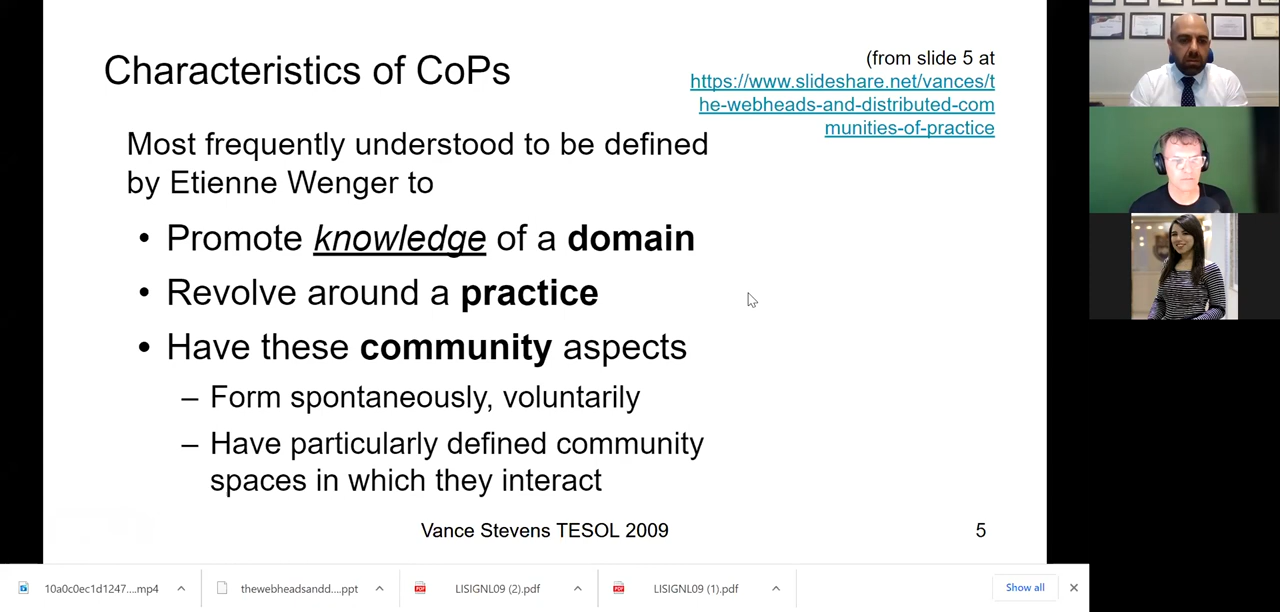 Characteristics of CoPs
(from slide 5 at
https://www.slideshare.net/vances/t
he-webheads-and-distributed-com
munities-of-practice
Most frequently understood to be defined
by Etienne Wenger to
• Promote knowledge of a domain
• Revolve around a practice
• Have these community aspects
– Form spontaneously, voluntarily
– Have particularly defined community
spaces in which they interact
Vance Stevens TESOL 2009
5
10a0c0ec1d1247....mp4
thewebheadsandd....ppt
LISIGNL09 (2).pdf
LISIGNL09 (1).pdf
Show all